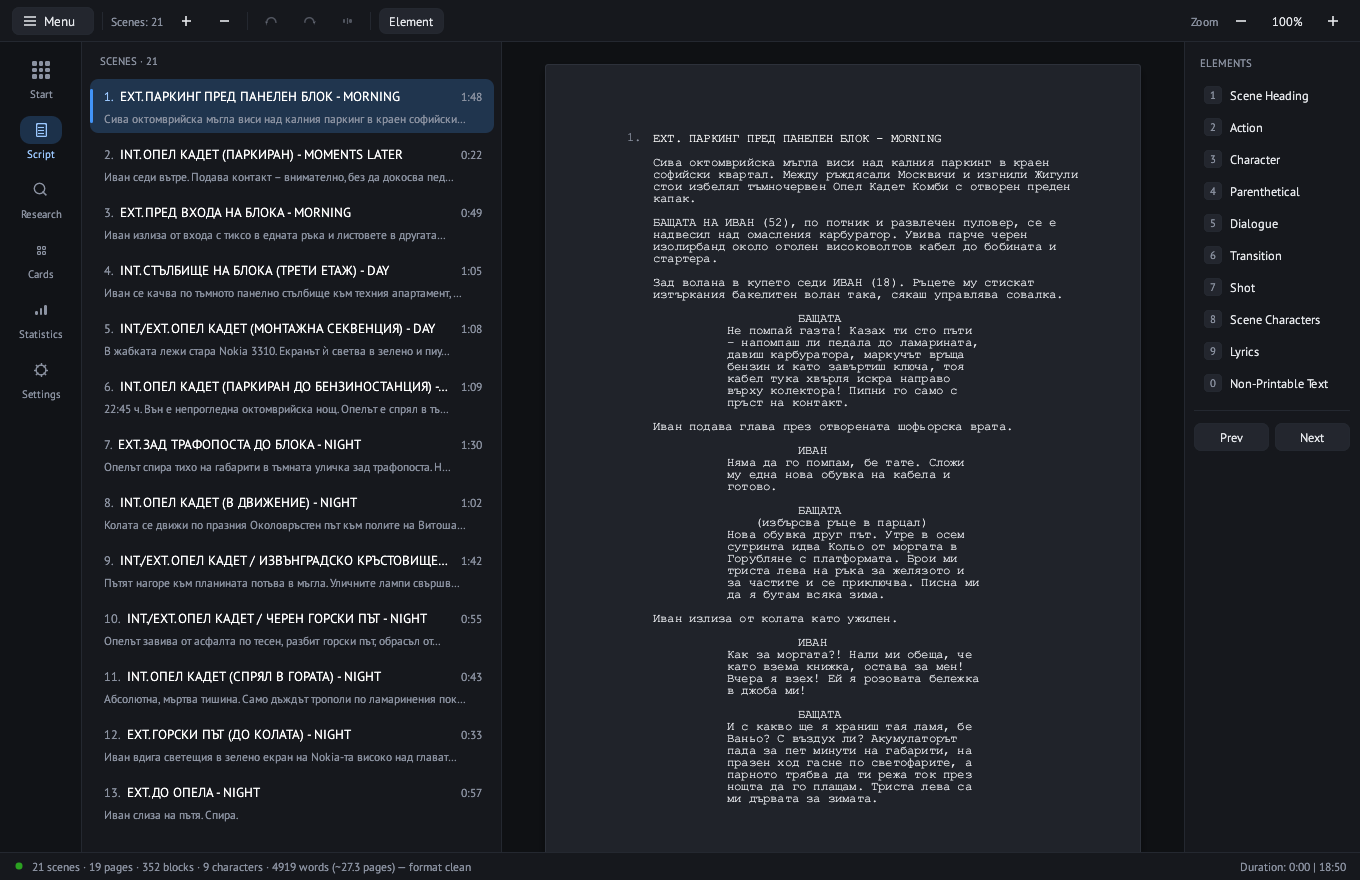 Menu
Scenes: 21
Element
Zoom
100%
Start
Script
Research
Cards
Statistics
Settings
SCENES · 21
1. EXT.ПАРКИНГ ПРЕД ПАНЕЛЕН БЛОК - MORNING 1:48
Сива октомврийска мъгла виси над калния паркинг в краен софийски...
2. INT.ОПЕЛ КАДЕТ (ПАРКИРАН) - MOMENTS LATER 0:22
Иван седи вътре. Подава контакт – внимателно, без да докосва пед...
3. EXT.ПРЕД ВХОДА НА БЛОКА - MORNING 0:49
Иван излиза от входа с тиксо в едната ръка и листовете в другата...
4. INT.СТЪЛБИЩЕ НА БЛОКА (ТРЕТИ ЕТАЖ) - DAY 1:05
Иван се качва по тъмното панелно стълбище към техния апартамент, ...
5. INT./EXT.ОПЕЛ КАДЕТ (МОНТАЖНА СЕКВЕНЦИЯ) - DAY 1:08
В жабката лежи стара Nokia 3310. Екранът ѝ светва в зелено и пиу...
6. INT.ОПЕЛ КАДЕТ (ПАРКИРАН ДО БЕНЗИНОСТАНЦИЯ) -... 1:09
22:45 ч. Вън е непрогледна октомврийска нощ. Опелът е спрял в тъ...
7. EXT.ЗАД ТРАФОПОСТА ДО БЛОКА - NIGHT 1:30
Опелът спира тихо на габарити в тъмната уличка зад трафопоста. Н...
8. INT.ОПЕЛ КАДЕТ (В ДВИЖЕНИЕ) - NIGHT 1:02
Колата се движи по празния Околовръстен път към полите на Витоша...
9. INT./EXT.ОПЕЛ КАДЕТ / ИЗВЪНГРАДСКО КРЪСТОВИЩЕ... 1:42
Пътят нагоре към планината потъва в мъгла. Уличните лампи свършв...
10. INT./EXT.ОПЕЛ КАДЕТ / ЧЕРЕН ГОРСКИ ПЪТ - NIGHT 0:55
Опелът завива от асфалта по тесен, разбит горски път, обрасъл от...
11. INT.ОПЕЛ КАДЕТ (СПРЯЛ В ГОРАТА) - NIGHT 0:43
Абсолютна, мъртва тишина. Само дъждът трополи по ламаринения пок...
12. EXT.ГОРСКИ ПЪТ (ДО КОЛАТА) - NIGHT 0:33
Иван вдига светещия в зелено екран на Nokia-та високо над глават...
13. EXT.ДО ОПЕЛА - NIGHT 0:57
Иван слиза на пътя. Спира.
1. EXT. ПАРКИНГ ПРЕД ПАНЕЛЕН БЛОК - MORNING
Сива октомврийска мъгла виси над калния паркинг в краен
софийски квартал. Между ръждясали Москвичи и изгнили Жигули
стои избелял тъмночервен Опел Кадет Комби с отворен преден
капак.
БАЩАТА НА ИВАН (52), по потник и развлечен пуловер, се е
надвесил над омасления карбуратор. Увива парче черен
изолирбанд около оголен високоволтов кабел до бобината и
стартера.
Зад волана в купето седи ИВАН (18). Ръцете му стискат
изтъркания бакелитен волан така, сякаш управлява совалка.
БАЩАТА
Не помпай газта! Казах ти сто пъти
– напомпаш ли педала до ламарината,
давиш карбуратора, маркучът връща
бензин и като завъртиш ключа, тоя
кабел тука хвърля искра направо
върху колектора! Пипни го само с
пръст на контакт.
Иван подава глава през отворената шофьорска врата.
ИВАН
Няма да го помпам, бе тате. Сложи
му една нова обувка на кабела и
готово.
БАЩАТА
(избърсва ръце в парцал)
Нова обувка друг път. Утре в осем
сутринта идва Кольо от моргата в
Горубляне с платформата. Брои ми
триста лева на ръка за желязото и
за частите и се приключва. Писна ми
да я бутам всяка зима.
Иван излиза от колата като ужилен.
ИВАН
Как за моргата?! Нали ми обеща, че
като взема книжка, остава за мен!
Вчера я взех! Ей я розовата бележка
в джоба ми!
БАЩАТА
И с какво ще я храниш тая ламя, бе
Ваньо? С въздух ли? Акумулаторът
пада за пет минути на габарити, на
празен ход гасне по светофарите, а
парното трябва да ти режа ток през
нощта да го плащам. Триста лева са
ми дървата за зимата.
ELEMENTS
1 Scene Heading
2 Action
3 Character
4 Parenthetical
5 Dialogue
6 Transition
7 Shot
8 Scene Characters
9 Lyrics
0 Non-Printable Text
Prev
Next
21 scenes · 19 pages · 352 blocks · 9 characters · 4919 words (~27.3 pages) — format clean
Duration: 0:00 | 18:50